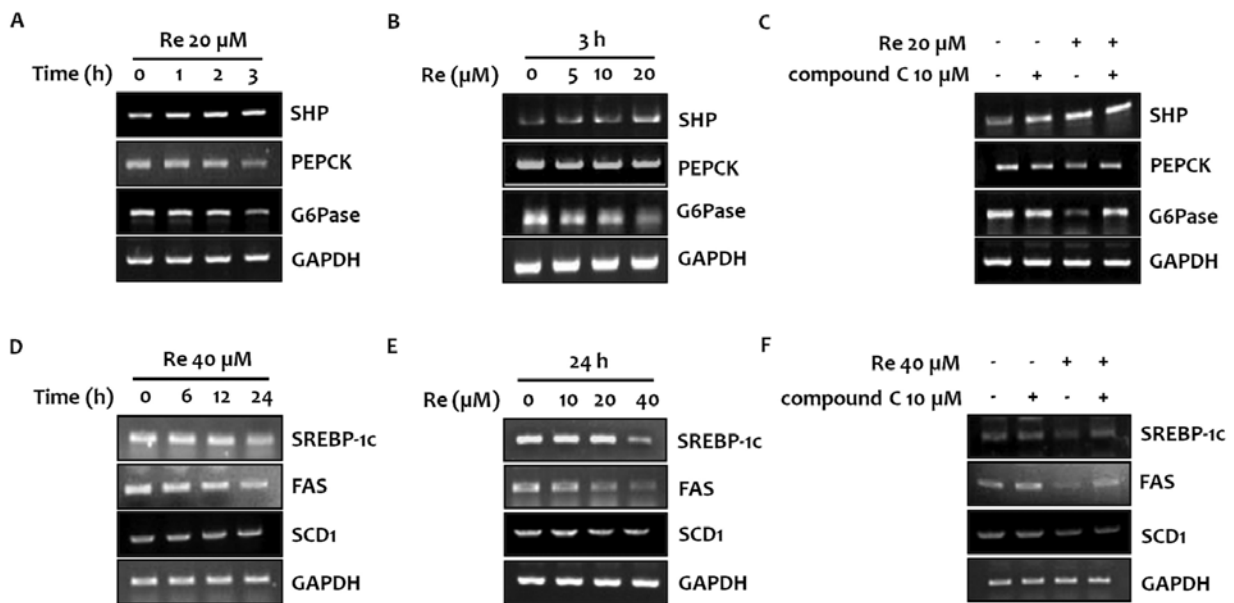 A
Re 20 µM
Time (h) 0 1 2 3
SHP
PEPCK
G6Pase
GAPDH
B
3 h
Re (µM) 0 5 10 20
SHP
PEPCK
G6Pase
GAPDH
C
Re 20 µM - - + +
compound C 10 µM - + - +
SHP
PEPCK
G6Pase
GAPDH
D
Re 40 µM
Time (h) 0 6 12 24
SREBP-1c
FAS
SCD1
GAPDH
E
24 h
Re (µM) 0 10 20 40
SREBP-1c
FAS
SCD1
GAPDH
F
Re 40 µM - - + +
compound C 10 µM - + - +
SREBP-1c
FAS
SCD1
GAPDH